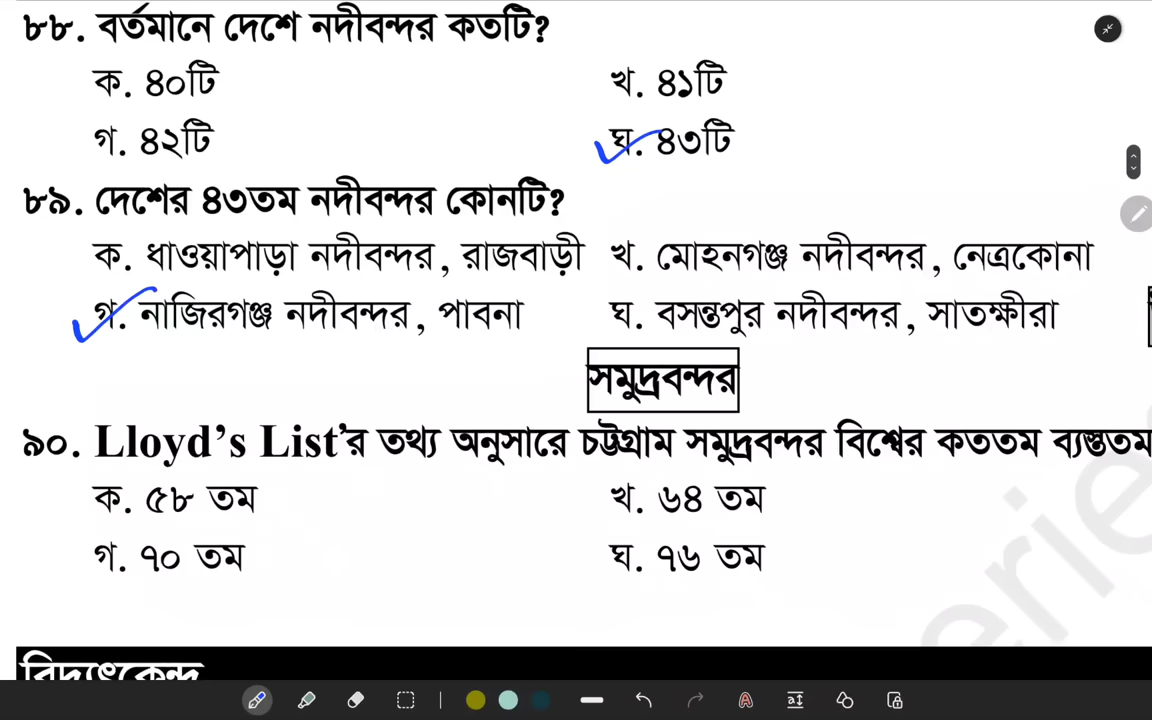 ৮৮. বর্তমানে দেশে নদীবন্দর কতটি?
ক. ৪০টি খ. ৪১টি
গ. ৪২টি ঘ. ৪৩টি
৮৯. দেশের ৪৩তম নদীবন্দর কোনটি?
ক. ধাওয়াপাড়া নদীবন্দর, রাজবাড়ী খ. মোহনগঞ্জ নদীবন্দর, নেত্রকোনা
গ. নাজিরগঞ্জ নদীবন্দর, পাবনা ঘ. বসন্তপুর নদীবন্দর, সাতক্ষীরা
সমুদ্রবন্দর
৯০. Lloyd’s List’র তথ্য অনুসারে চট্টগ্রাম সমুদ্রবন্দর বিশ্বের কততম ব্যস্ততম
ক. ৫৮ তম খ. ৬৪ তম
গ. ৭০ তম ঘ. ৭৬ তম
বিদ্যুৎকেন্দ্র